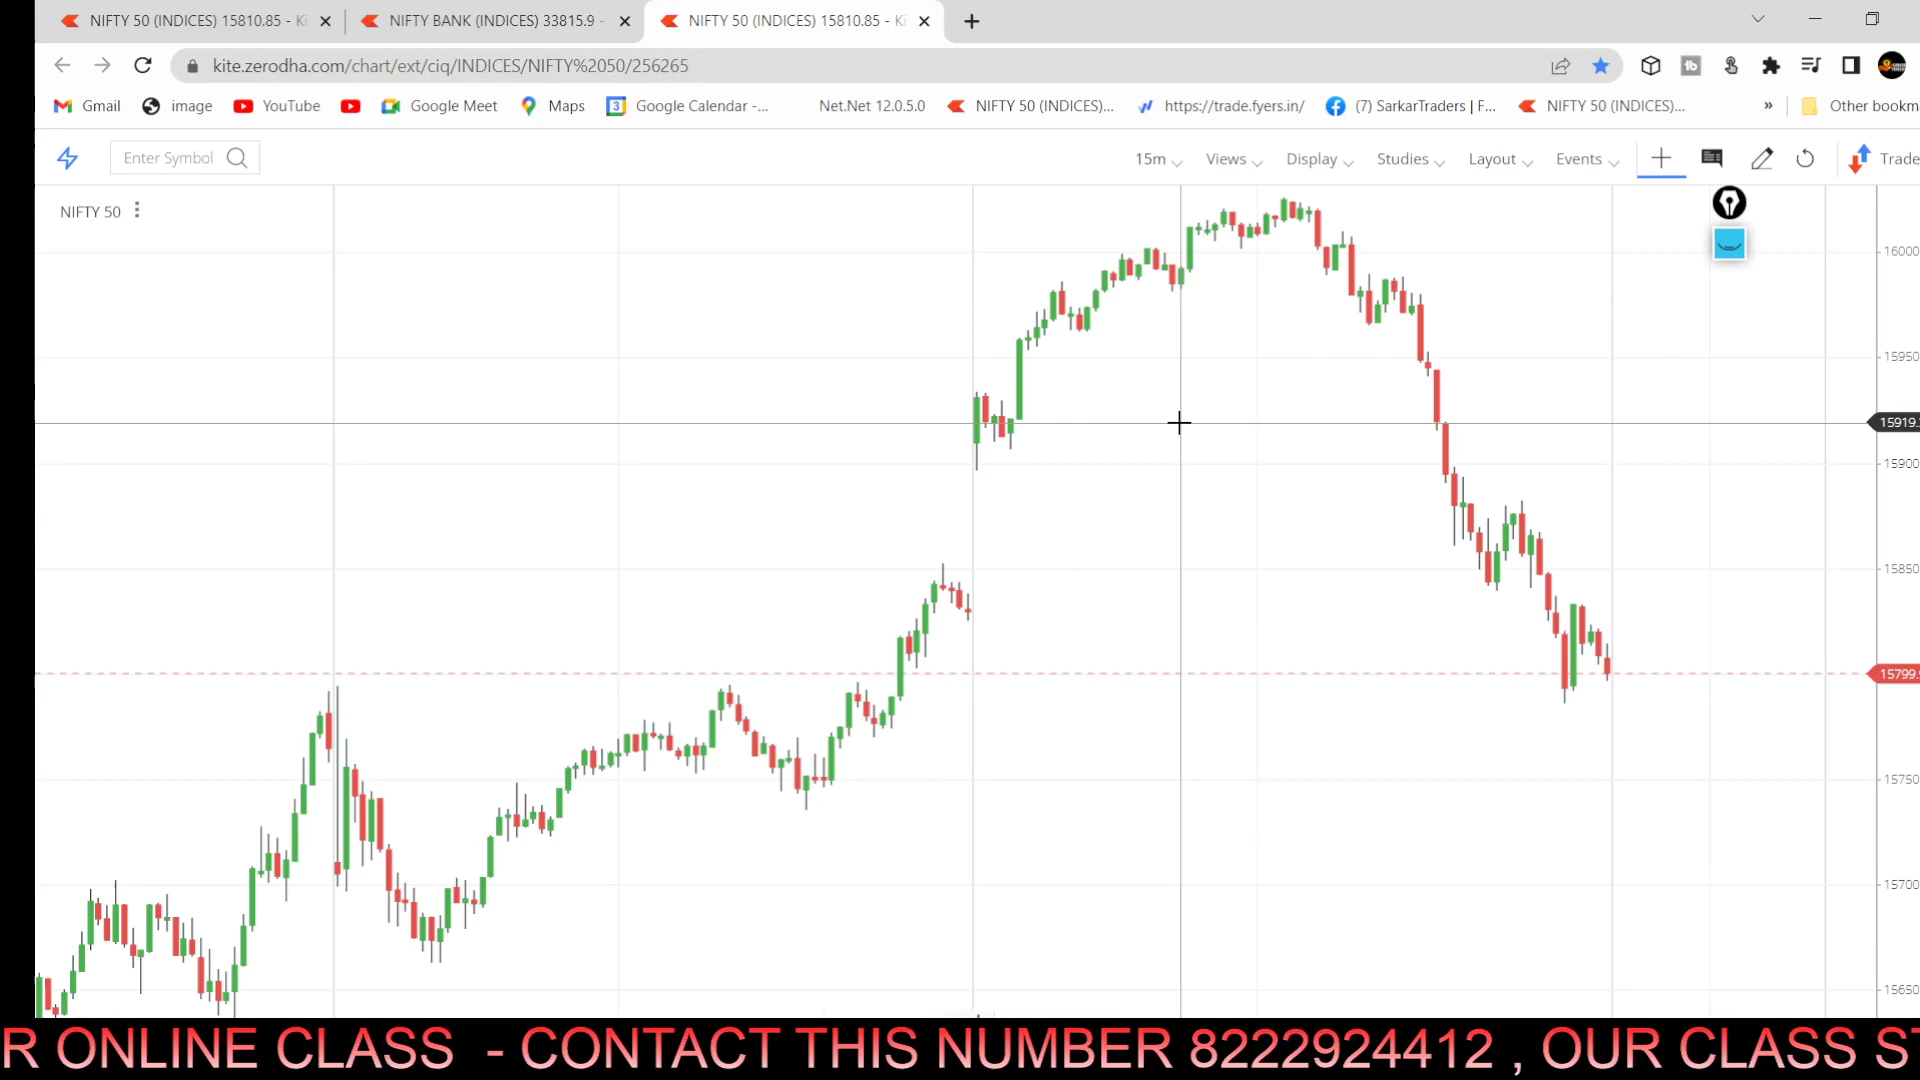 NIFTY 50 (INDICES) 15810.85 - Ki
NIFTY BANK (INDICES) 33815.9 -
NIFTY 50 (INDICES) 15810.85 - Ki
kite.zerodha.com/chart/ext/ciq/INDICES/NIFTY%2050/256265
Gmail image YouTube Google Meet Maps 3 Google Calendar -... Net.Net 12.0.5.0 NIFTY 50 (INDICES)... https://trade.fyers.in/ (7) SarkarTraders | F... NIFTY 50 (INDICES)... » Other bookm
Enter Symbol 15m Views Display Studies Layout Events Trade
NIFTY 50
16000
15950
15919.
15900
15850
15799.
15750
15700
15650
R ONLINE CLASS - CONTACT THIS NUMBER 8222924412 , OUR CLASS ST